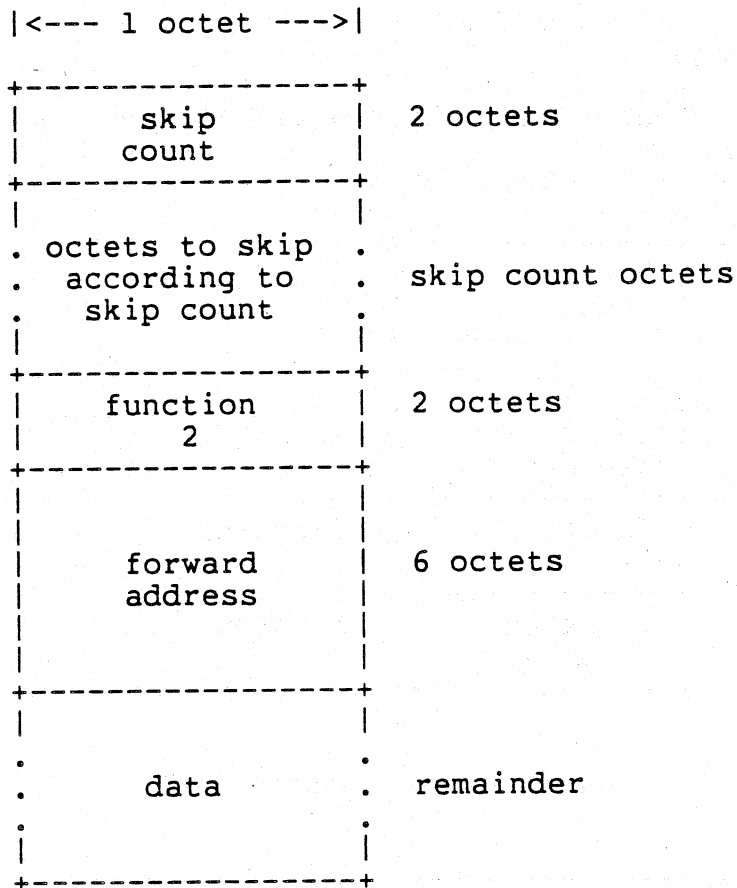 |<--- 1 octet --->|
+------------------+
| skip | 2 octets
| count |
+------------------+
| |
. octets to skip .
. according to . skip count octets
. skip count .
| |
+------------------+
| function | 2 octets
| 2 |
+------------------+
| |
| |
| forward | 6 octets
| address |
| |
| |
+------------------+
| |
. .
. data . remainder
. .
| |
+------------------+